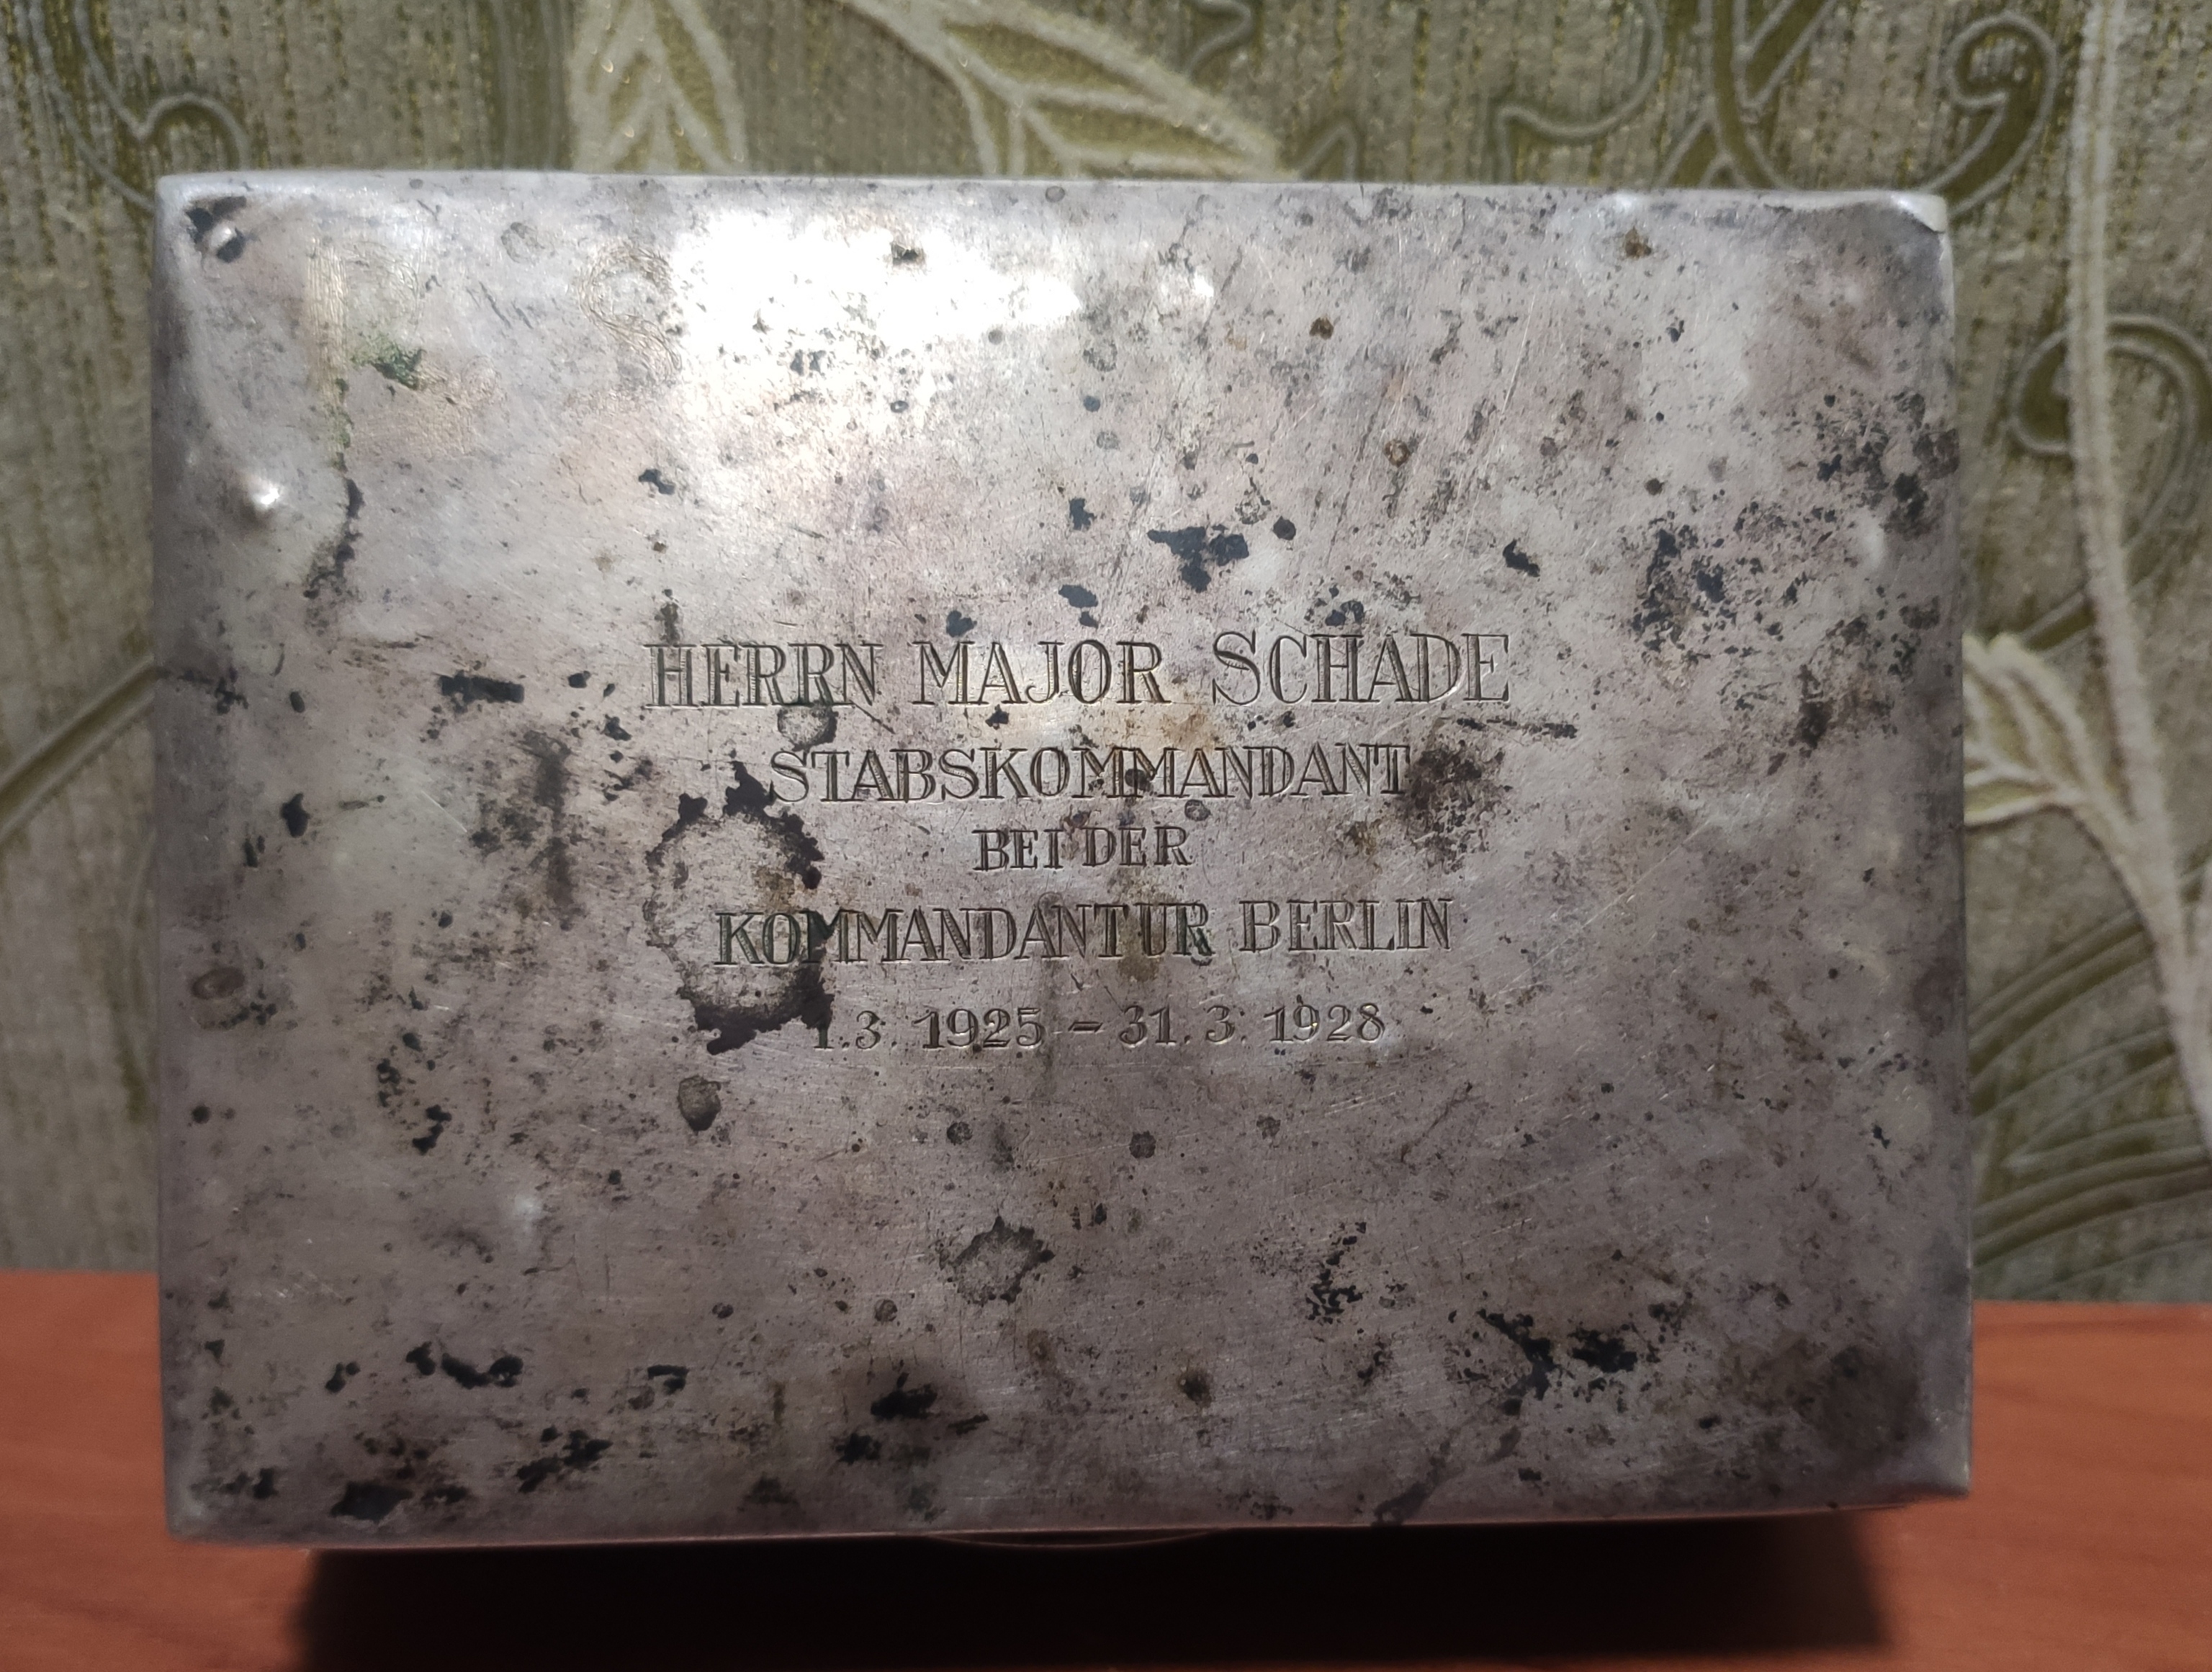 HERRN MAJOR SCHADE
STABSKOMMANDANT
BEI DER
KOMMANDANTUR BERLIN
1.3. 1925 – 31.3. 1928